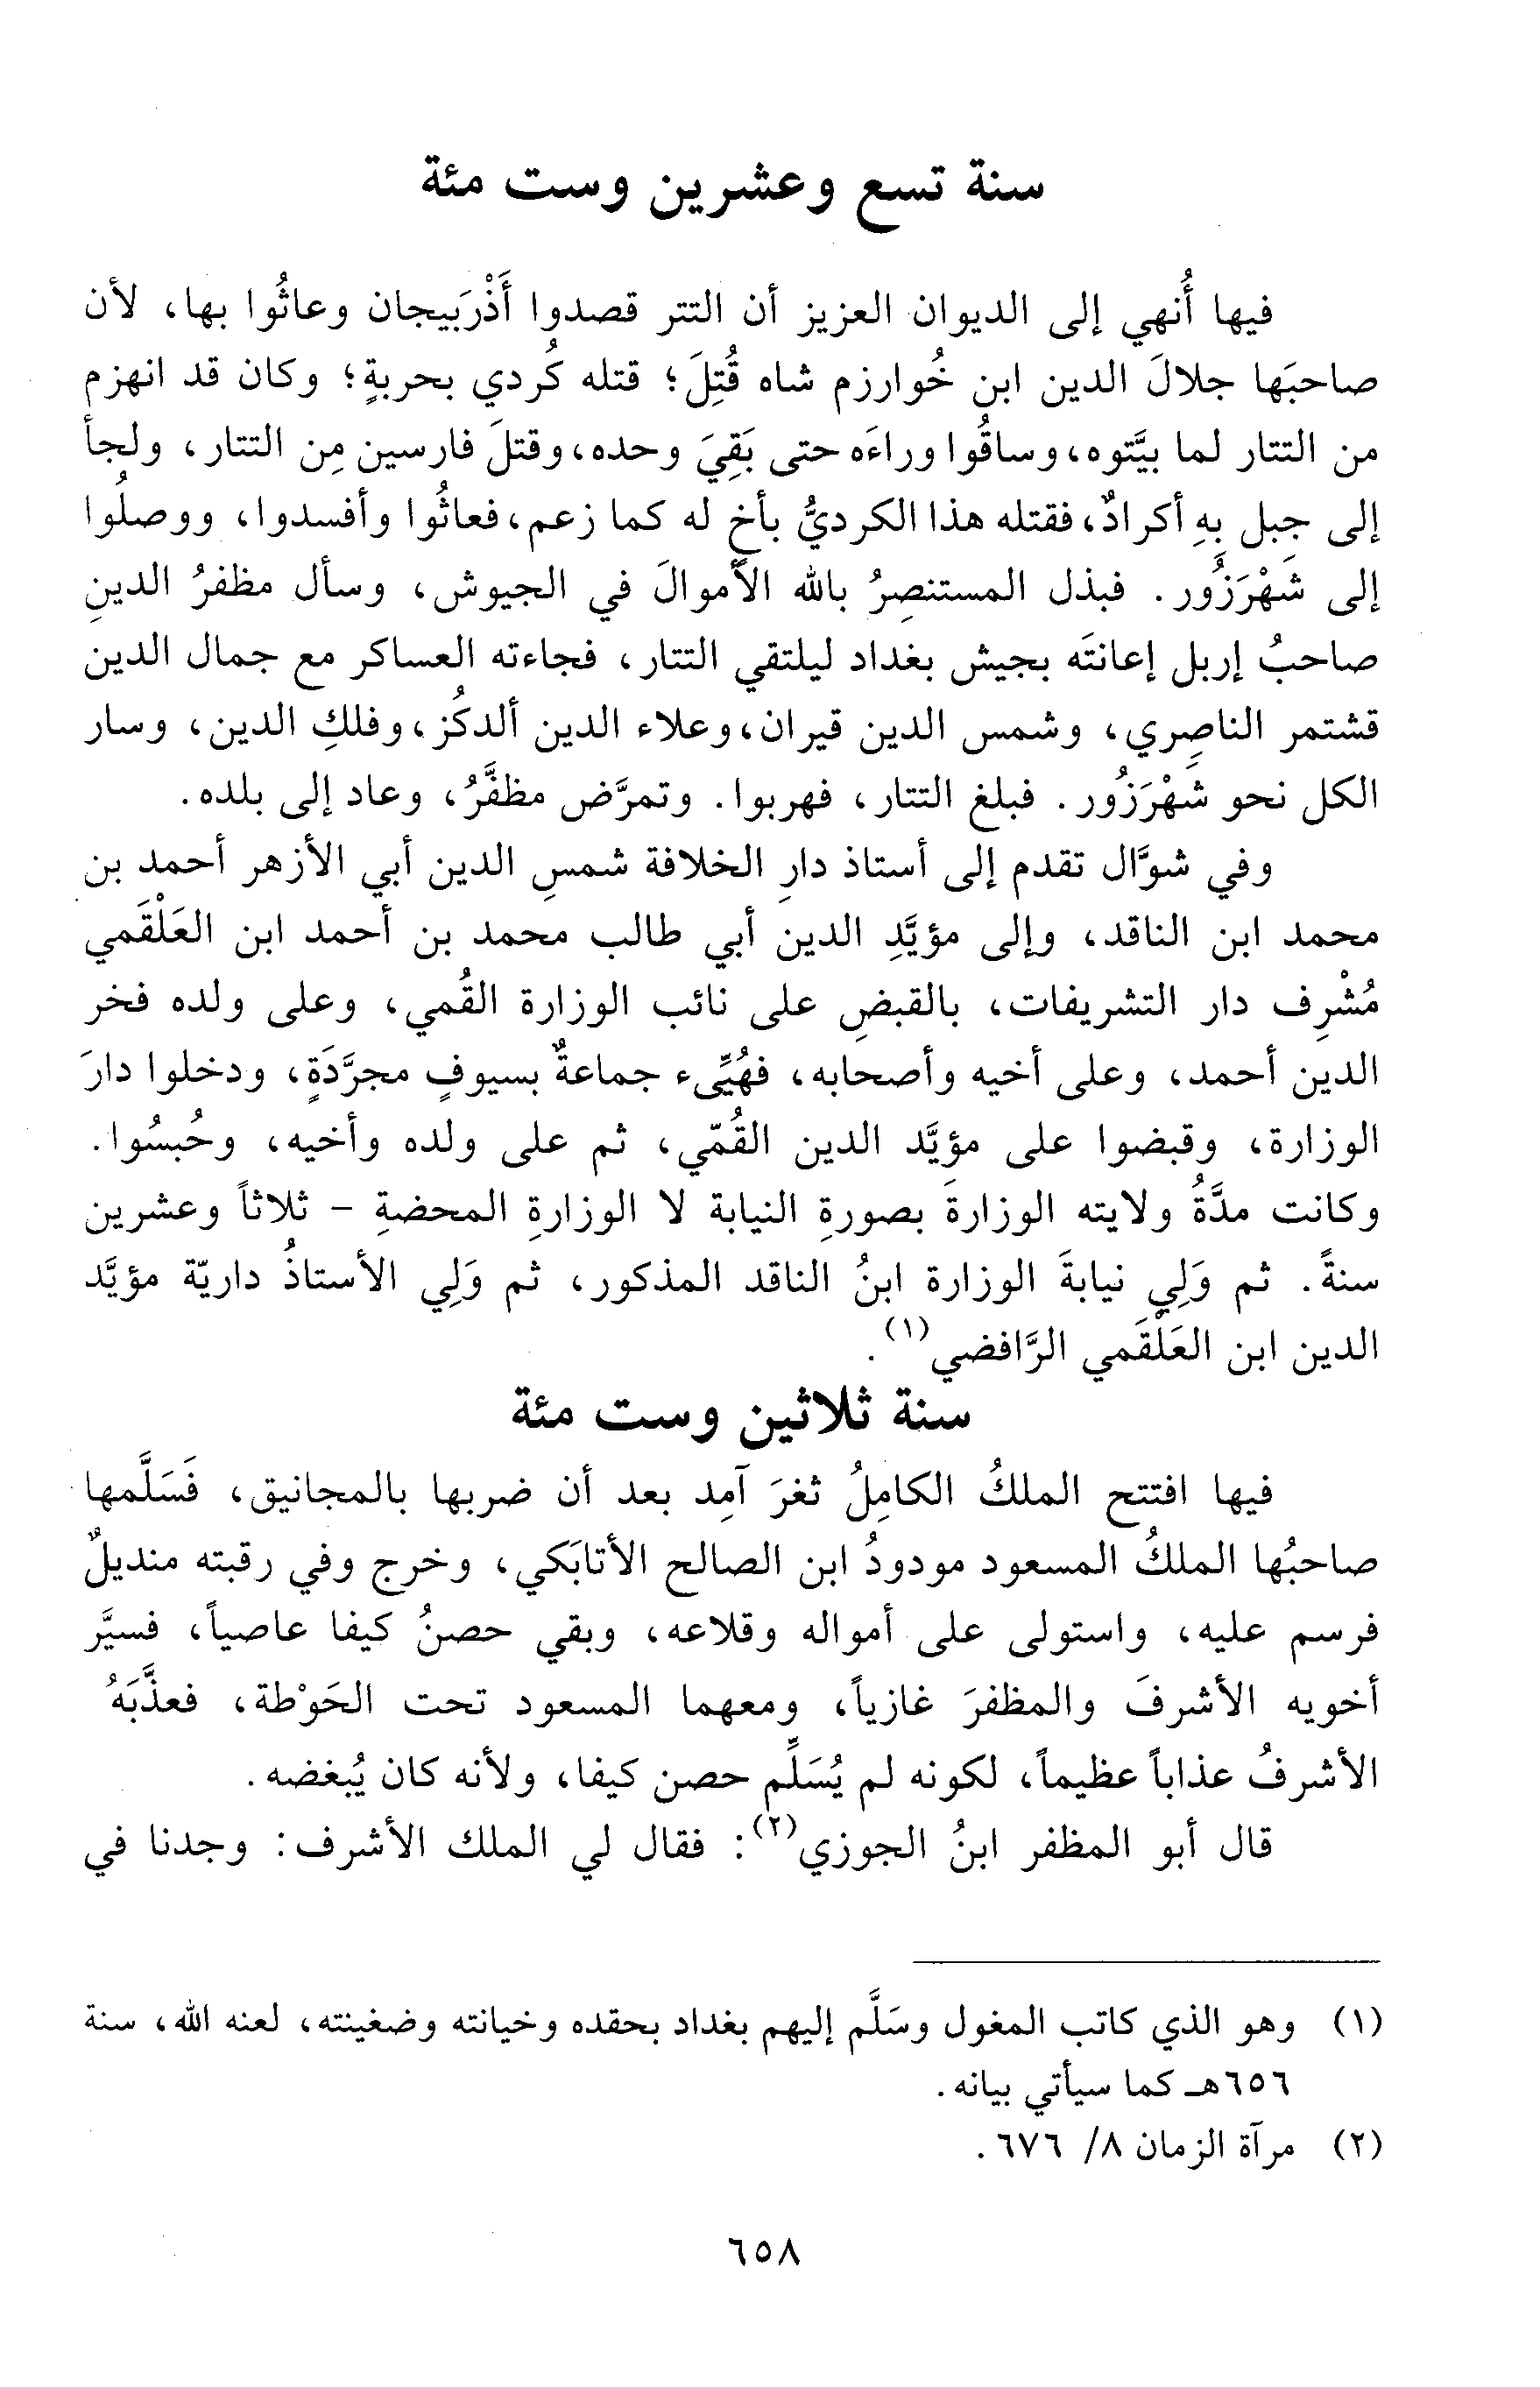 سنة تسع وعشرين وست مئة
فيها أُنهي إلى الديوان العزيز أن التتر قصدوا أَذْرَبيجان وعاثُوا بها، لأن
صاحبَها جلالَ الدين ابن خُوارزم شاه قُتِلَ؛ قتله كُردي بحربةٍ؛ وكان قد انهزم
من التتار لما بيَّتوه، وساقُوا وراءَه حتى بَقِيَ وحده، وقتلَ فارسين مِن التتار، ولجأ
إلى جبل بهِ أكرادٌ، فقتله هذا الكرديُّ بأخٍ له كما زعم، فعاثُوا وأفسدوا، ووصلُوا
إلى شَهْرَزُور. فبذل المستنصِرُ بالله الأموالَ في الجيوش، وسأل مظفرُ الدينِ
صاحبُ إربل إعانتَه بجيش بغداد ليلتقي التتار، فجاءته العساكر مع جمال الدين
قشتمر الناصِري، وشمس الدين قيران، وعلاء الدين ألدكُز، وفلكِ الدين، وسار
الكل نحو شَهْرَزُور. فبلغ التتار، فهربوا. وتمرَّض مظفَّرُ، وعاد إلى بلده.
وفي شوَّال تقدم إلى أستاذ دارِ الخلافة شمسِ الدين أبي الأزهر أحمد بن
محمد ابن الناقد، وإلى مؤيَّدِ الدين أبي طالب محمد بن أحمد ابن العَلْقَمي
مُشْرِف دار التشريفات، بالقبضِ على نائب الوزارة القُمي، وعلى ولده فخر
الدين أحمد، وعلى أخيه وأصحابه، فهُيِّىء جماعةٌ بسيوفٍ مجرَّدَةٍ، ودخلوا دارَ
الوزارة، وقبضوا على مؤيَّد الدين القُمّي، ثم على ولده وأخيه، وحُبسُوا.
وكانت مدَّةُ ولايته الوزارةَ بصورةِ النيابة لا الوزارةِ المحضةِ - ثلاثاً وعشرين
سنةً. ثم وَلِي نيابةَ الوزارة ابنُ الناقد المذكور، ثم وَلِي الأستاذُ داريّة مؤيَّد
الدين ابن العَلْقَمي الرَّافضي(١).
سنة ثلاثين وست مئة
فيها افتتح الملكُ الكامِلُ ثغرَ آمِد بعد أن ضربها بالمجانيق، فَسَلَّمها
صاحبُها الملكُ المسعود مودودُ ابن الصالح الأتابَكي، وخرج وفي رقبته منديلٌ
فرسم عليه، واستولى على أمواله وقلاعه، وبقي حصنُ كيفا عاصياً، فسيَّر
أخويه الأشرفَ والمظفرَ غازياً، ومعهما المسعود تحت الحَوْطة، فعذَّبَهُ
الأشرفُ عذاباً عظيماً، لكونه لم يُسَلِّم حصن كيفا، ولأنه كان يُبغضه.
قال أبو المظفر ابنُ الجوزي(٢): فقال لي الملك الأشرف: وجدنا في
(١) وهو الذي كاتب المغول وسَلَّم إليهم بغداد بحقده وخيانته وضغينته، لعنه الله، سنة
٦٥٦هـ كما سيأتي بيانه.
(٢) مرآة الزمان ٨/ ٦٧٦.
٦٥٨